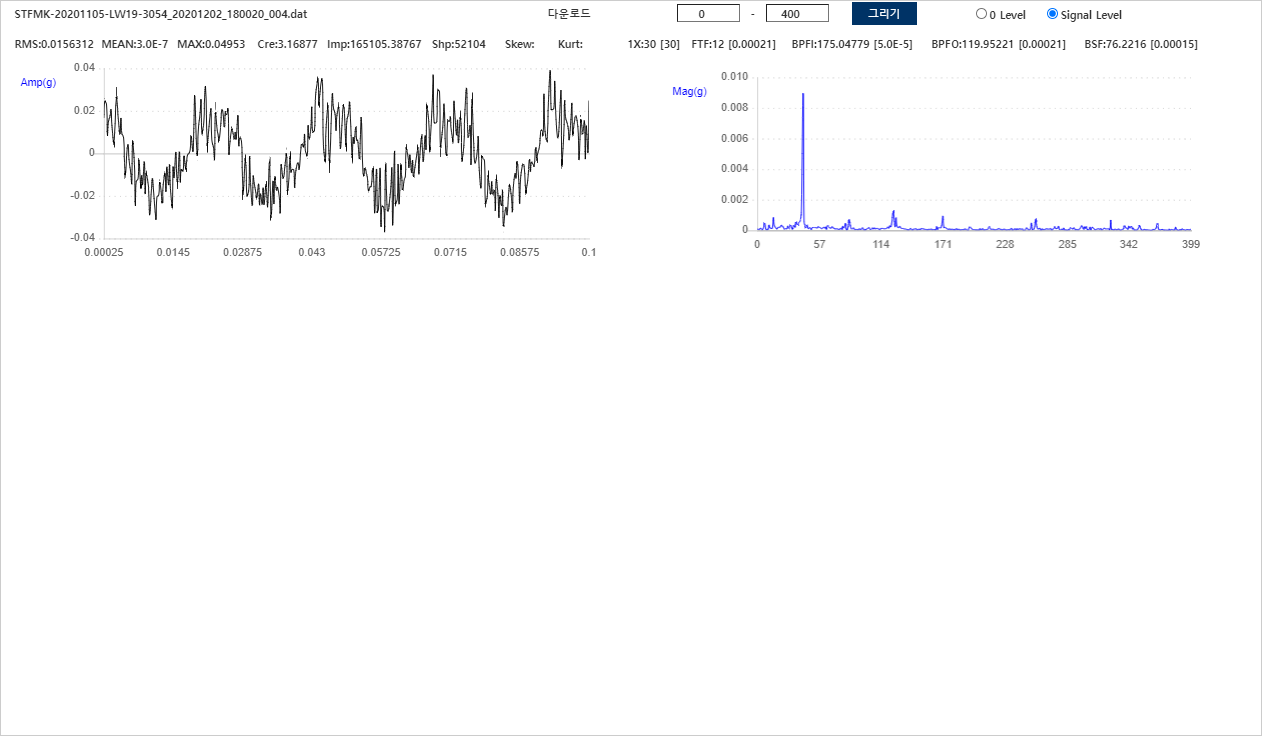 STFMK-20201105-LW19-3054_20201202_180020_004.dat 다운로드 0 - 400 그리기 0 Level Signal Level
RMS:0.0156312 MEAN:3.0E-7 MAX:0.04953 Cre:3.16877 Imp:165105.38767 Shp:52104 Skew: Kurt: 1X:30 [30] FTF:12 [0.00021] BPFI:175.04779 [5.0E-5] BPFO:119.95221 [0.00021] BSF:76.2216 [0.00015]
Amp(g)
0.04
0.02
0
-0.02
-0.04
0.00025 0.0145 0.02875 0.043 0.05725 0.0715 0.08575 0.1
Mag(g)
0.010
0.008
0.006
0.004
0.002
0
0 57 114 171 228 285 342 399